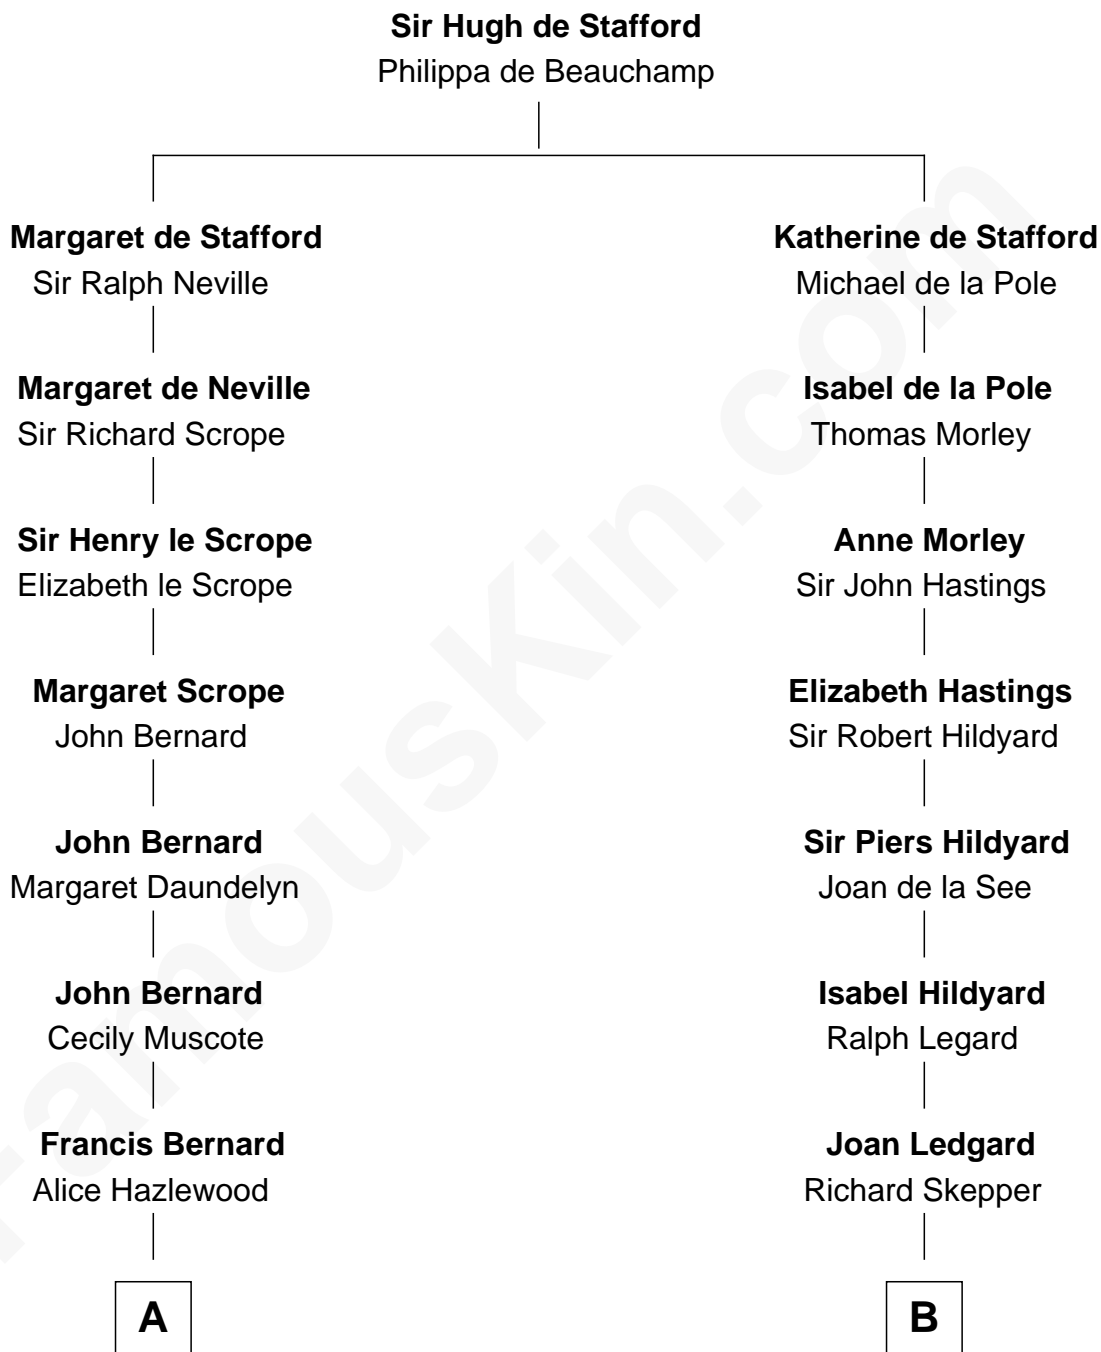 Sir Hugh de Stafford
Philippa de Beauchamp
Margaret de Stafford
Sir Ralph Neville
Katherine de Stafford
Michael de la Pole
Margaret de Neville
Sir Richard Scrope
Isabel de la Pole
Thomas Morley
Sir Henry le Scrope
Elizabeth le Scrope
Anne Morley
Sir John Hastings
Margaret Scrope
John Bernard
Elizabeth Hastings
Sir Robert Hildyard
John Bernard
Margaret Daundelyn
Sir Piers Hildyard
Joan de la See
John Bernard
Cecily Muscote
Isabel Hildyard
Ralph Legard
Francis Bernard
Alice Hazlewood
Joan Ledgard
Richard Skepper
A
B
FamousKin.com